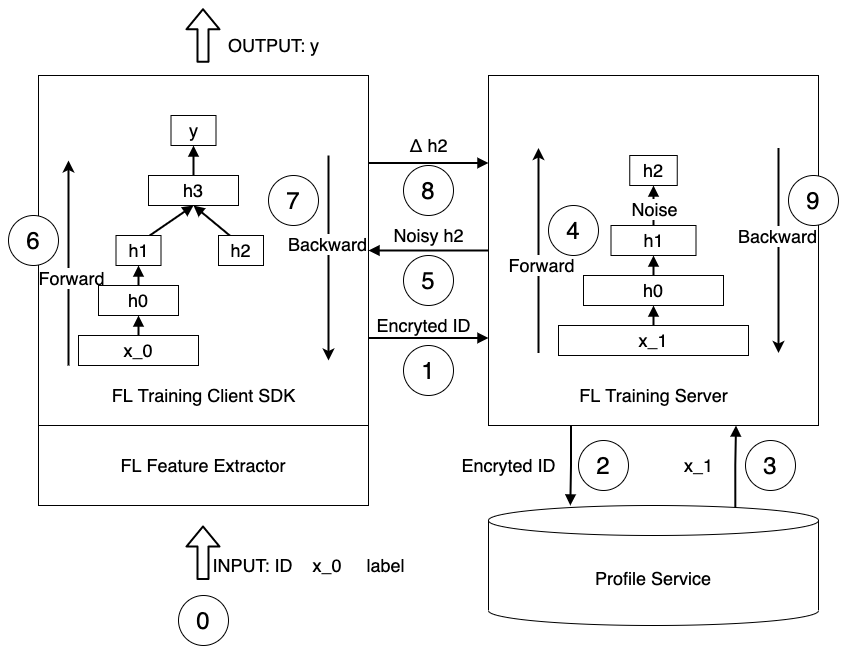 OUTPUT: y
y
h3
h1
h2
h0
x_0
6
Forward
7
Backward
FL Training Client SDK
FL Feature Extractor
INPUT: ID x_0 label
0
Δ h2
8
Noisy h2
5
Encryted ID
1
h2
Noise
h1
h0
x_1
4
Forward
9
Backward
FL Training Server
Encryted ID
2
x_1
3
Profile Service